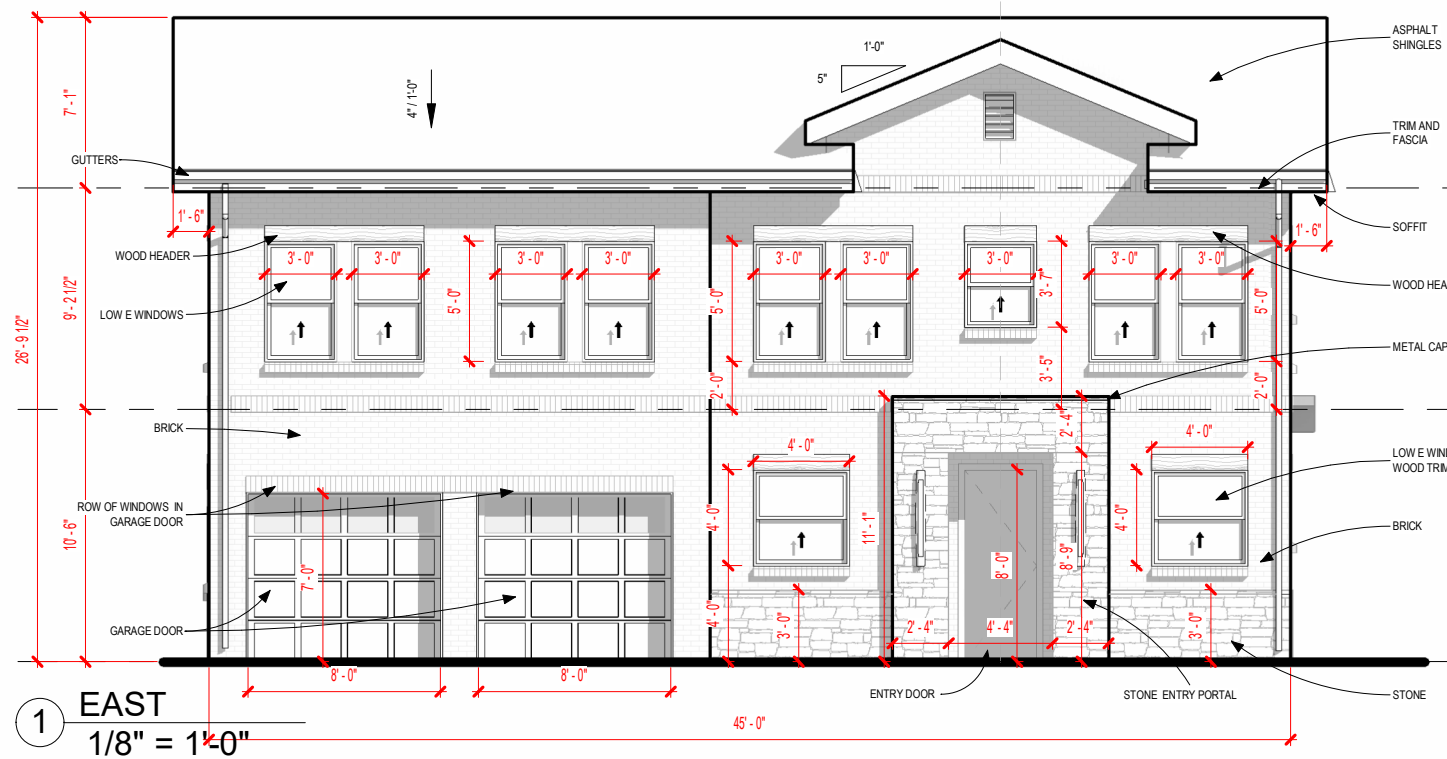 ASPHALT
SHINGLES
1'-0"
5"
4" / 1'-0"
7' - 1"
TRIM AND
FASCIA
GUTTERS
1' - 6"
SOFFIT
1' - 6"
WOOD HEADER
3' - 0"
3' - 0"
3' - 0"
3' - 0"
3' - 0"
3' - 0"
3' - 0"
3' - 0"
3' - 0"
3' - 7"
WOOD HEA
9' - 2 1/2"
5' - 0"
5' - 0"
5' - 0"
LOW E WINDOWS
26' - 9 1/2"
METAL CAP
3' - 5"
2' - 0"
2' - 0"
BRICK
2' - 4"
4' - 0"
4' - 0"
LOW E WIN
WOOD TRIM
ROW OF WINDOWS IN
GARAGE DOOR
10' - 6"
4' - 0"
11' - 1"
4' - 0"
BRICK
7' - 0"
8' - 0"
8' - 9"
GARAGE DOOR
4' - 0"
3' - 0"
2' - 4"
4' - 4"
2' - 4"
3' - 0"
8' - 0"
8' - 0"
ENTRY DOOR
STONE ENTRY PORTAL
STONE
1
EAST
1/8" = 1'-0"
45' - 0"